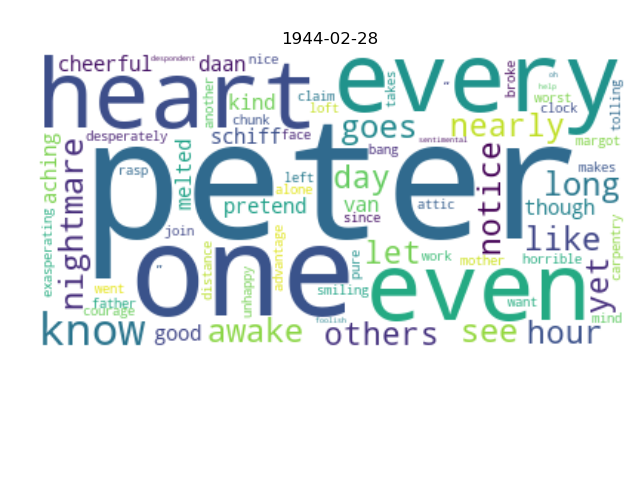 1944-02-28
cheerful despondent daan nice
heart every
another kind claim loft chunk takes broke oh help worst clock tolling
desperately schiff face goes nearly margot
aching nightmare rasp melted peter bang sentimental notice makes long
pretend left alone day van since attic though
exasperating join one like
went father courage distance unhappy advantage pure smiling let work mother horrible yet carpentry
even want mind
know good awake foolish others see hour